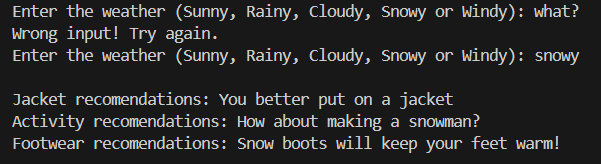 Enter the weather (Sunny, Rainy, Cloudy, Snowy or Windy): what?
Wrong input! Try again.
Enter the weather (Sunny, Rainy, Cloudy, Snowy or Windy): snowy
Jacket recomendations: You better put on a jacket
Activity recomendations: How about making a snowman?
Footwear recomendations: Snow boots will keep your feet warm!